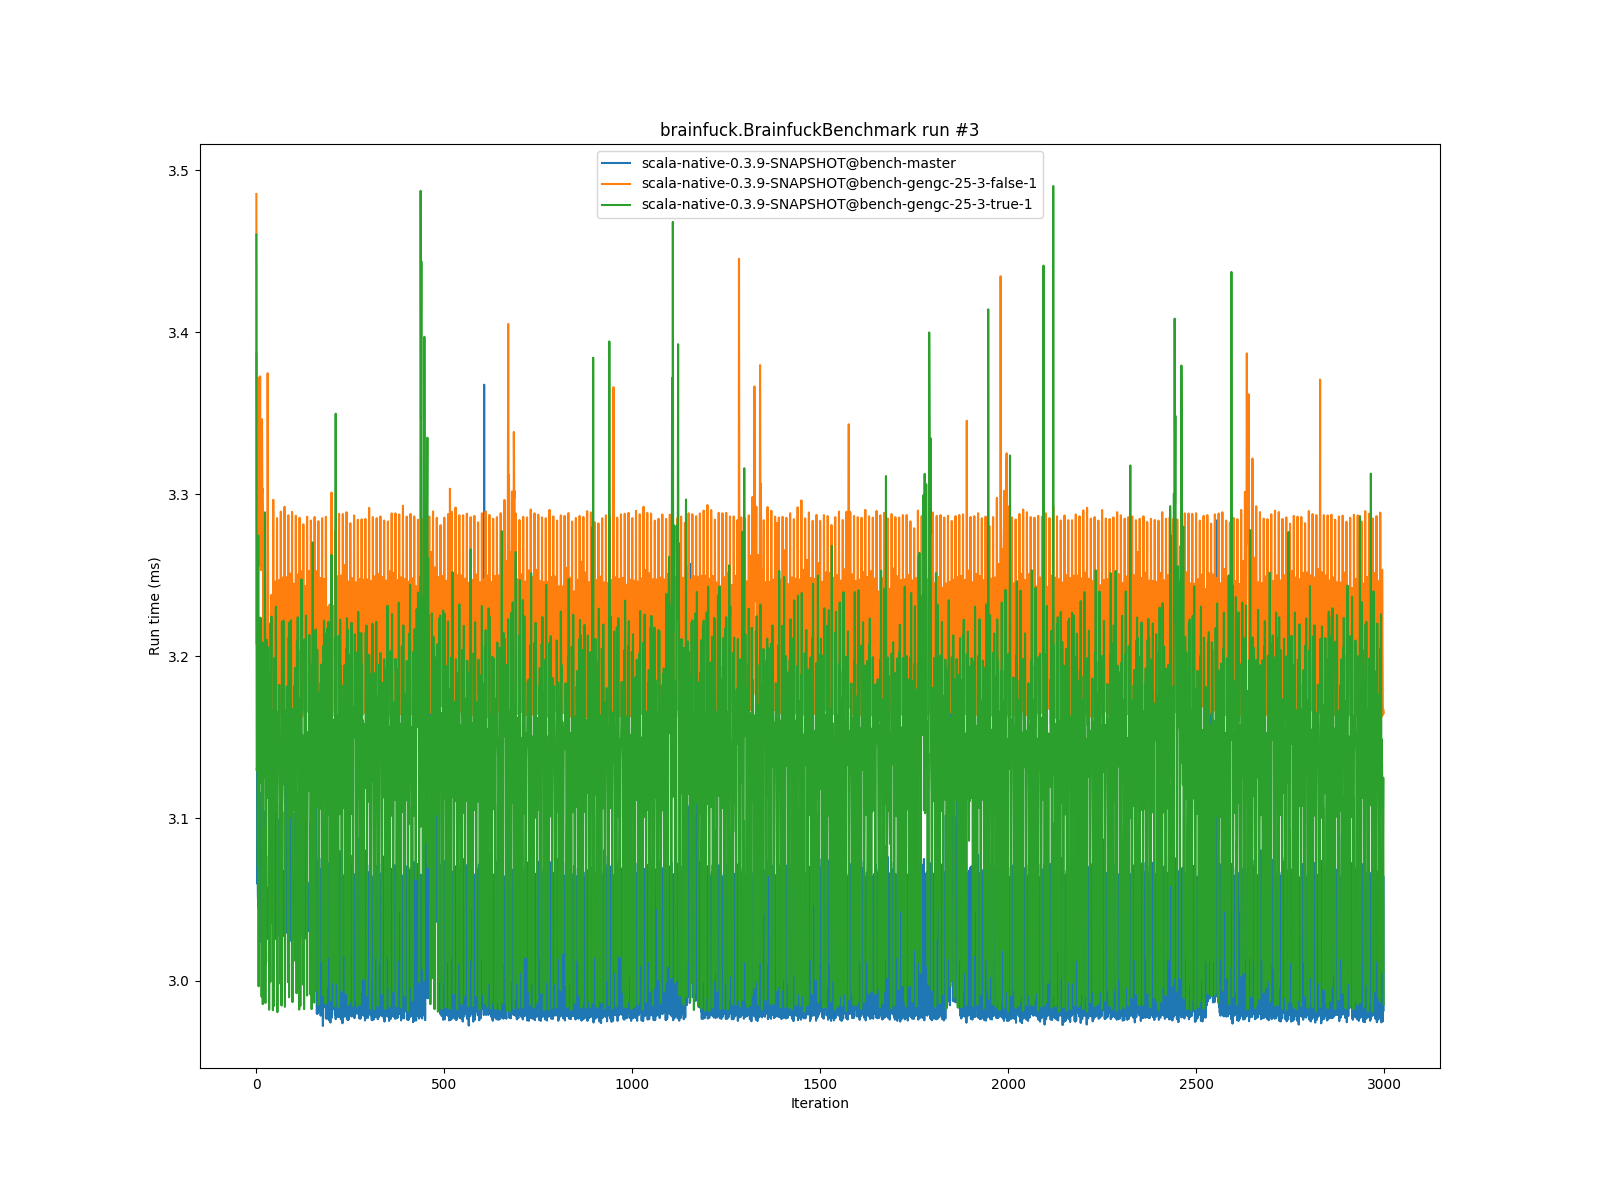 brainfuck.BrainfuckBenchmark run #3
scala-native-0.3.9-SNAPSHOT@bench-master
scala-native-0.3.9-SNAPSHOT@bench-gengc-25-3-false-1
scala-native-0.3.9-SNAPSHOT@bench-gengc-25-3-true-1
Run time (ms)
3.5
3.4
3.3
3.2
3.1
3.0
0 500 1000 1500 2000 2500 3000
Iteration